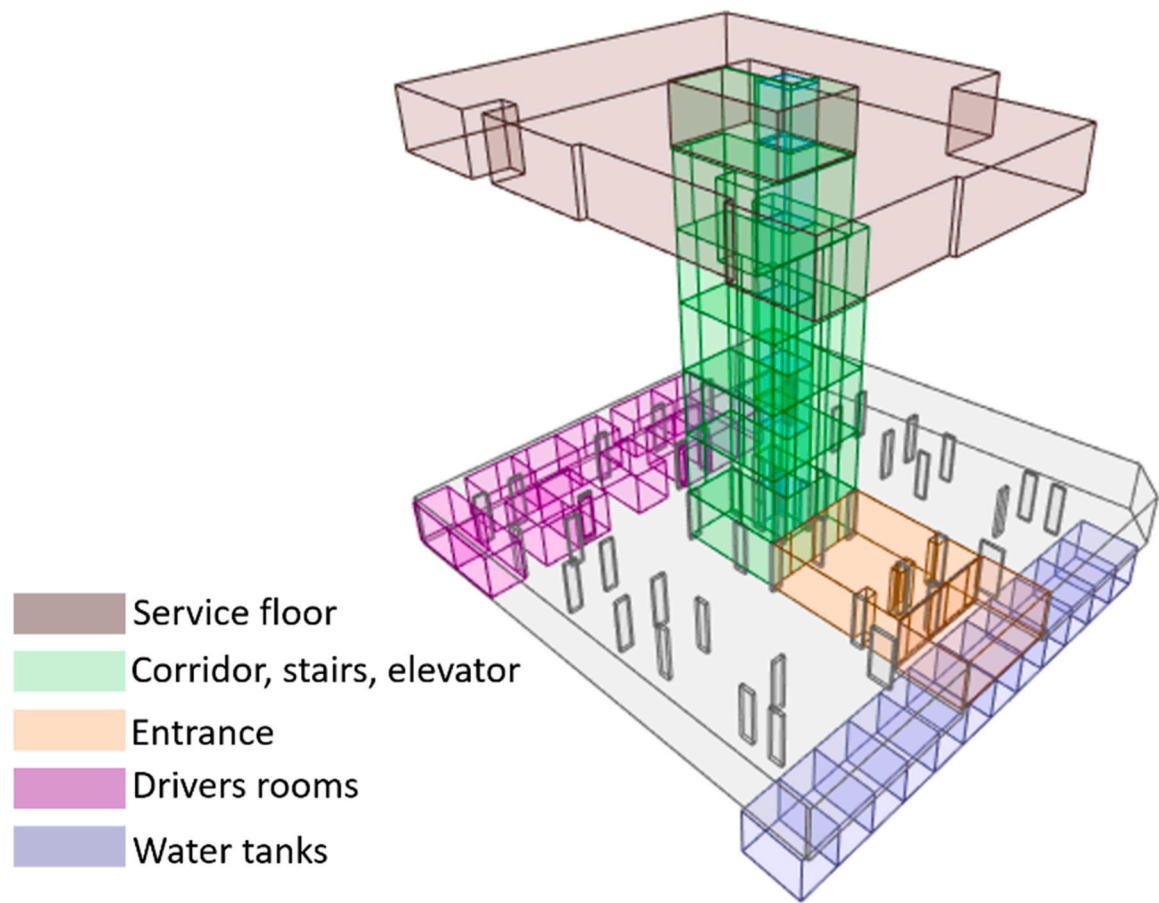 Service floor
Corridor, stairs, elevator
Entrance
Drivers rooms
Water tanks